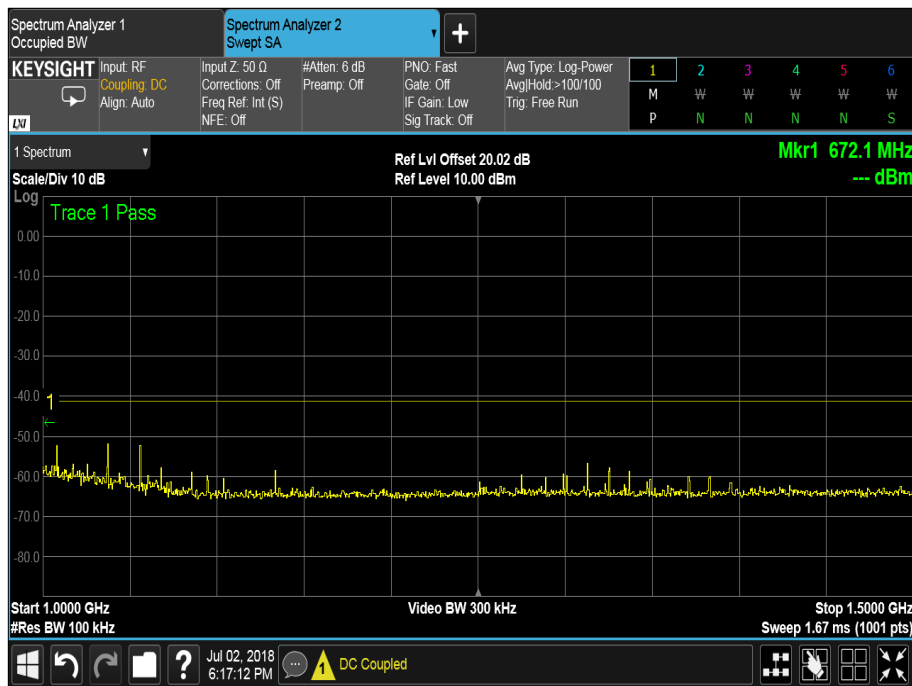 Spectrum Analyzer 1
Occupied BW
Spectrum Analyzer 2
Swept SA
KEYSIGHT
LXI
Input: RF
Coupling: DC
Align: Auto
Input Z: 50 Ω
Corrections: Off
Freq Ref: Int (S)
NFE: Off
#Atten: 6 dB
Preamp: Off
PNO: Fast
Gate: Off
IF Gain: Low
Sig Track: Off
Avg Type: Log-Power
Avg|Hold:>100/100
Trig: Free Run
1 2 3 4 5 6
M W W W W W
P N N N N S
1 Spectrum
Scale/Div 10 dB
Ref Lvl Offset 20.02 dB
Ref Level 10.00 dBm
Mkr1 672.1 MHz
--- dBm
Log
Trace 1 Pass
0.00
-10.0
-20.0
-30.0
-40.0
1
-50.0
-60.0
-70.0
-80.0
Start 1.0000 GHz
Video BW 300 kHz
Stop 1.5000 GHz
#Res BW 100 kHz
Sweep 1.67 ms (1001 pts)
?
Jul 02, 2018
6:17:12 PM
1
DC Coupled